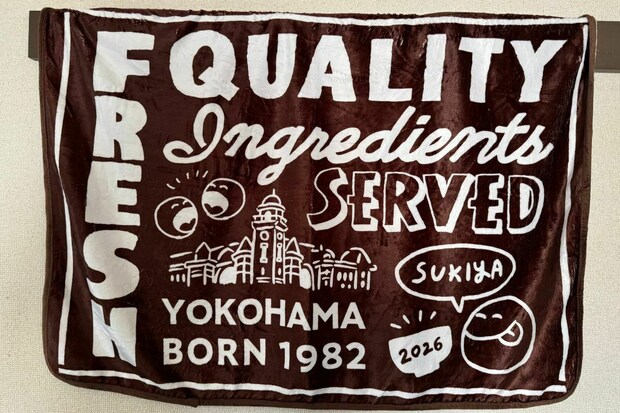 FRESH
QUALITY
Ingredients
SERVED
SUKIYA
YOKOHAMA
BORN 1982
2026